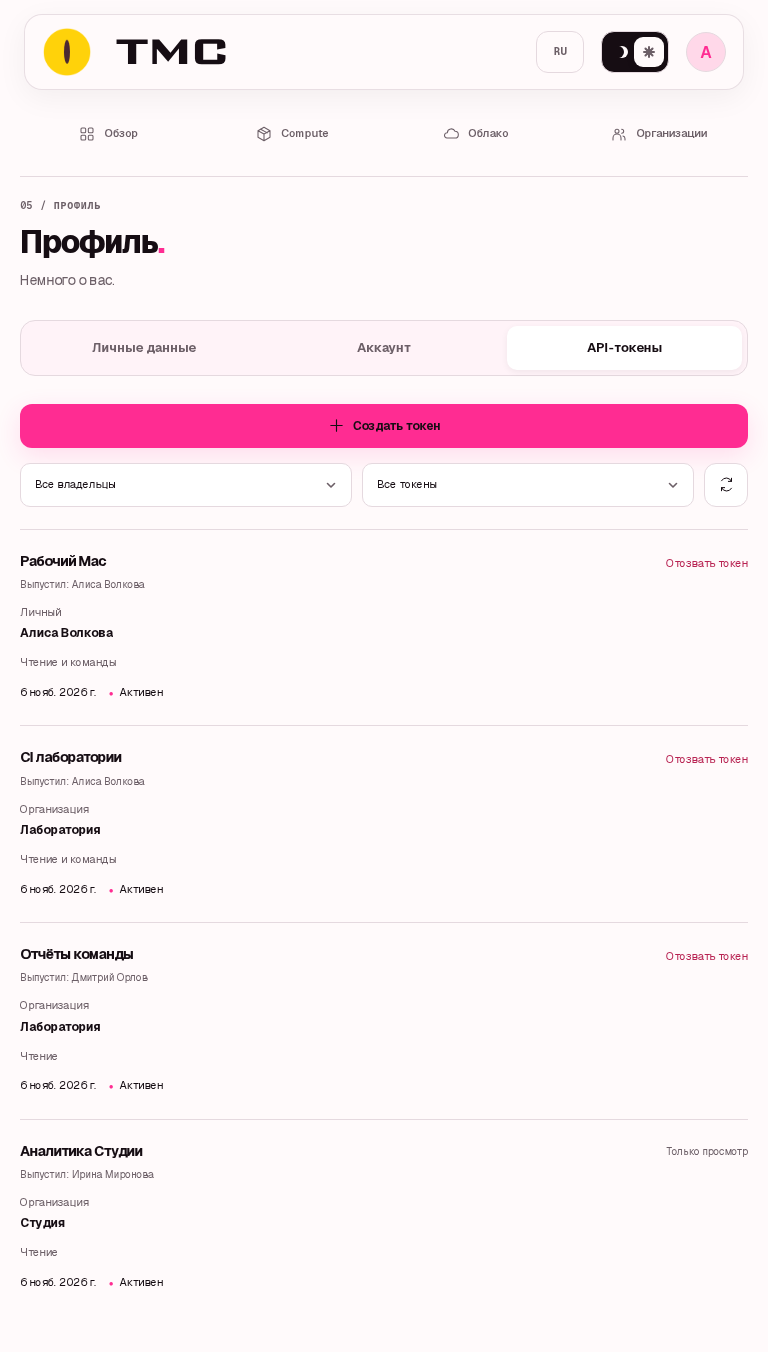 TMC
RU
A
Обзор
Compute
Облако
Организации
05 / ПРОФИЛЬ
Профиль.
Немного о вас.
Личные данные
Аккаунт
API-токены
Создать токен
Все владельцы
Все токены
Рабочий Mac
Отозвать токен
Выпустил: Алиса Волкова
Личный
Алиса Волкова
Чтение и команды
6 нояб. 2026 г. • Активен
CI лаборатории
Отозвать токен
Выпустил: Алиса Волкова
Организация
Лаборатория
Чтение и команды
6 нояб. 2026 г. • Активен
Отчёты команды
Отозвать токен
Выпустил: Дмитрий Орлов
Организация
Лаборатория
Чтение
6 нояб. 2026 г. • Активен
Аналитика Студии
Только просмотр
Выпустил: Ирина Миронова
Организация
Студия
Чтение
6 нояб. 2026 г. • Активен